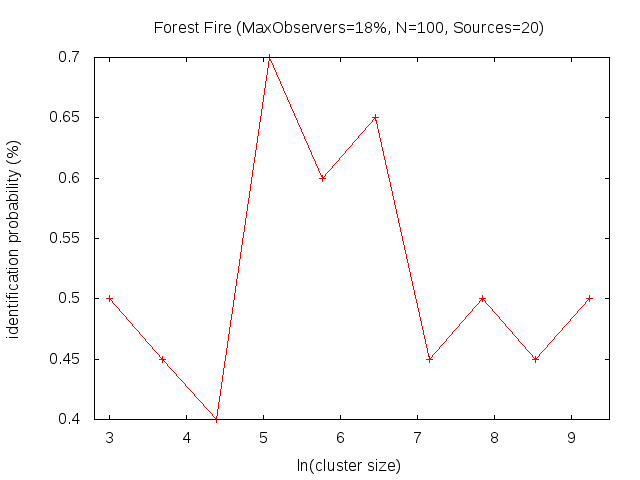 Forest Fire (MaxObservers=18%, N=100, Sources=20)
0.7
0.65
0.6
0.55
0.5
0.45
0.4
identification probability (%)
3 4 5 6 7 8 9
ln(cluster size)